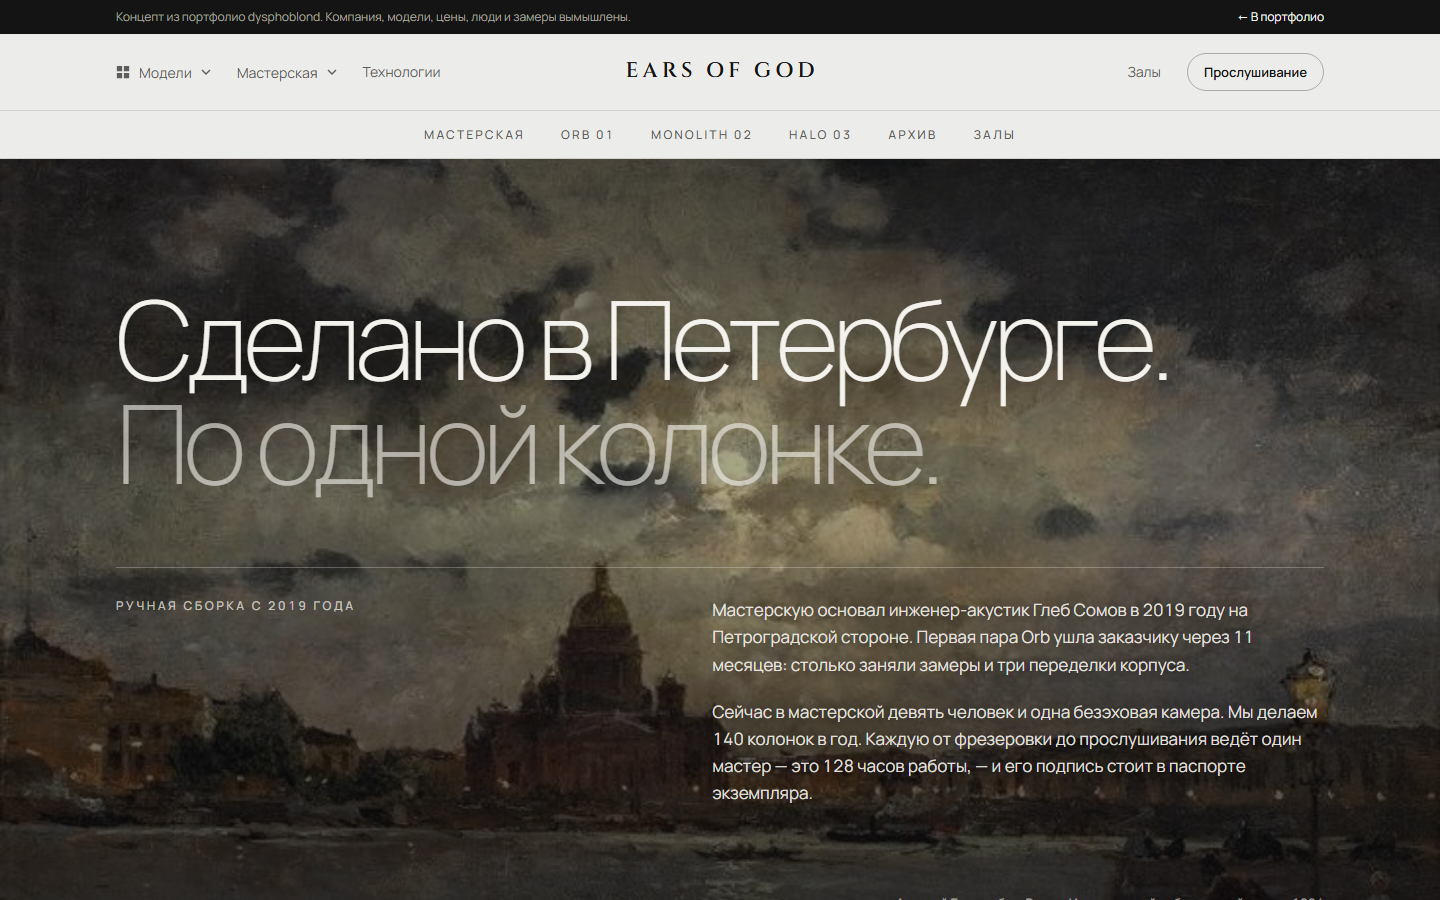 Концепт из портфолио dysphoblond. Компания, модели, цены, люди и замеры вымышлены.
← В портфолио
Модели
Мастерская
Технологии
EARS OF GOD
Залы
Прослушивание
МАСТЕРСКАЯ
ORB 01
MONOLITH 02
HALO 03
АРХИВ
ЗАЛЫ
Сделано в Петербурге.
По одной колонке.
РУЧНАЯ СБОРКА С 2019 ГОДА
Мастерскую основал инженер-акустик Глеб Сомов в 2019 году на
Петроградской стороне. Первая пара Orb ушла заказчику через 11
месяцев: столько заняли замеры и три переделки корпуса.
Сейчас в мастерской девять человек и одна безэховая камера. Мы делаем
140 колонок в год. Каждую от фрезеровки до прослушивания ведёт один
мастер — это 128 часов работы, — и его подпись стоит в паспорте
экземпляра.